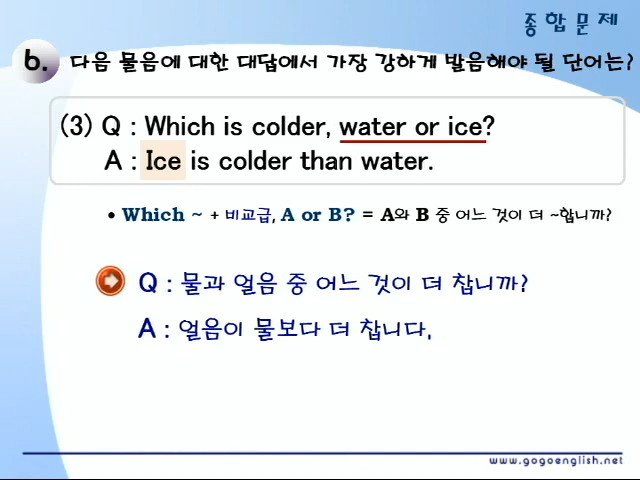 종합문제
b. 다음 물음에 대한 대답에서 가장 강하게 발음해야 될 단어는?
(3) Q : Which is colder, water or ice?
A : Ice is colder than water.
• Which ~ + 비교급, A or B? = A와 B 중 어느 것이 더 ~합니까?
Q : 물과 얼음 중 어느 것이 더 찹니까?
A : 얼음이 물보다 더 찹니다.
www.gogoenglish.net